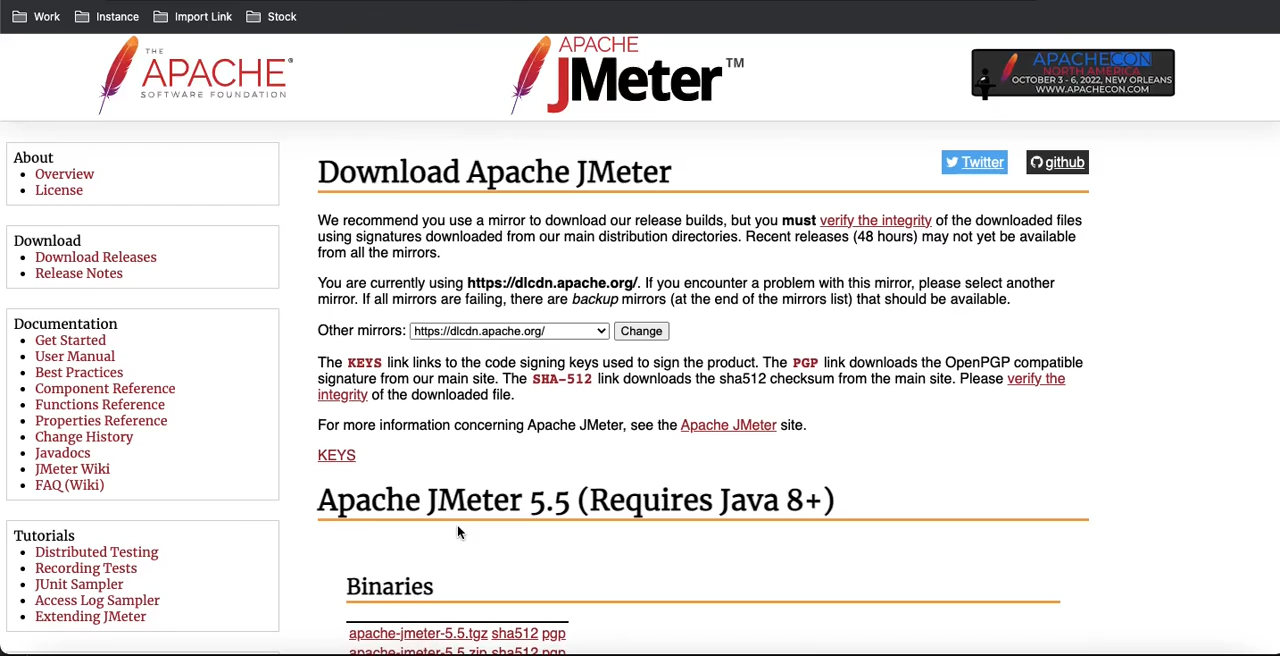 Work Instance Import Link Stock
THE
APACHE®
SOFTWARE FOUNDATION
APACHE
JMeter™
APACHECON
NORTH AMERICA
OCTOBER 3 - 6, 2022, NEW ORLEANS
WWW.APACHECON.COM
About
Overview
License
Download
Download Releases
Release Notes
Documentation
Get Started
User Manual
Best Practices
Component Reference
Functions Reference
Properties Reference
Change History
Javadocs
JMeter Wiki
FAQ (Wiki)
Tutorials
Distributed Testing
Recording Tests
JUnit Sampler
Access Log Sampler
Extending JMeter
Download Apache JMeter
Twitter github
We recommend you use a mirror to download our release builds, but you must verify the integrity of the downloaded files
using signatures downloaded from our main distribution directories. Recent releases (48 hours) may not yet be available
from all the mirrors.
You are currently using https://dlcdn.apache.org/. If you encounter a problem with this mirror, please select another
mirror. If all mirrors are failing, there are backup mirrors (at the end of the mirrors list) that should be available.
Other mirrors: https://dlcdn.apache.org/ Change
The KEYS link links to the code signing keys used to sign the product. The PGP link downloads the OpenPGP compatible
signature from our main site. The SHA-512 link downloads the sha512 checksum from the main site. Please verify the
integrity of the downloaded file.
For more information concerning Apache JMeter, see the Apache JMeter site.
KEYS
Apache JMeter 5.5 (Requires Java 8+)
Binaries
apache-jmeter-5.5.tgz sha512 pgp
apache-jmeter-5.5.zip sha512 pgp